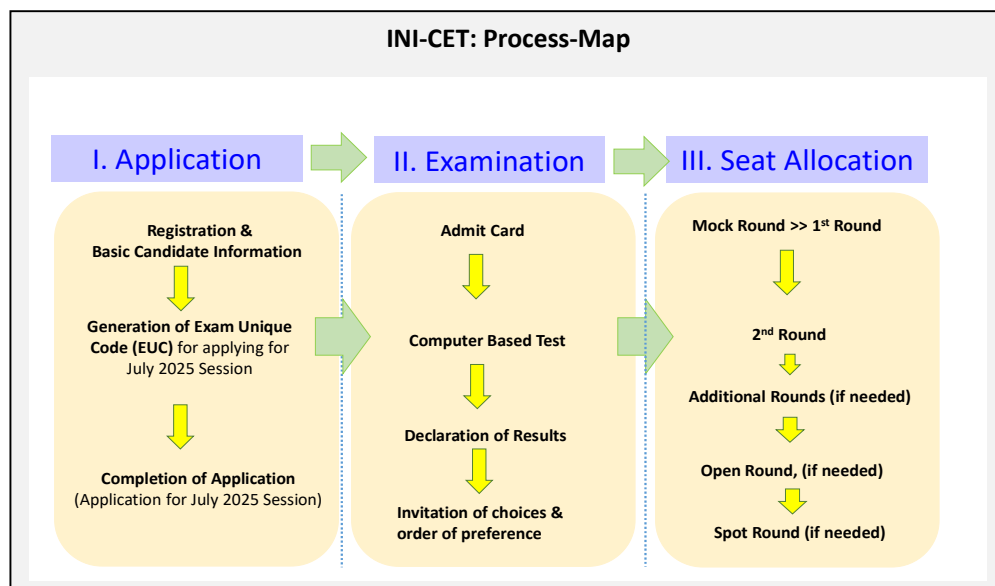 INI-CET: Process-Map
I. Application
II. Examination
III. Seat Allocation
Registration &
Basic Candidate Information
Generation of Exam Unique
Code (EUC) for applying for
July 2025 Session
Completion of Application
(Application for July 2025 Session)
Admit Card
Computer Based Test
Declaration of Results
Invitation of choices &
order of preference
Mock Round >> 1st Round
2nd Round
Additional Rounds (if needed)
Open Round, (if needed)
Spot Round (if needed)